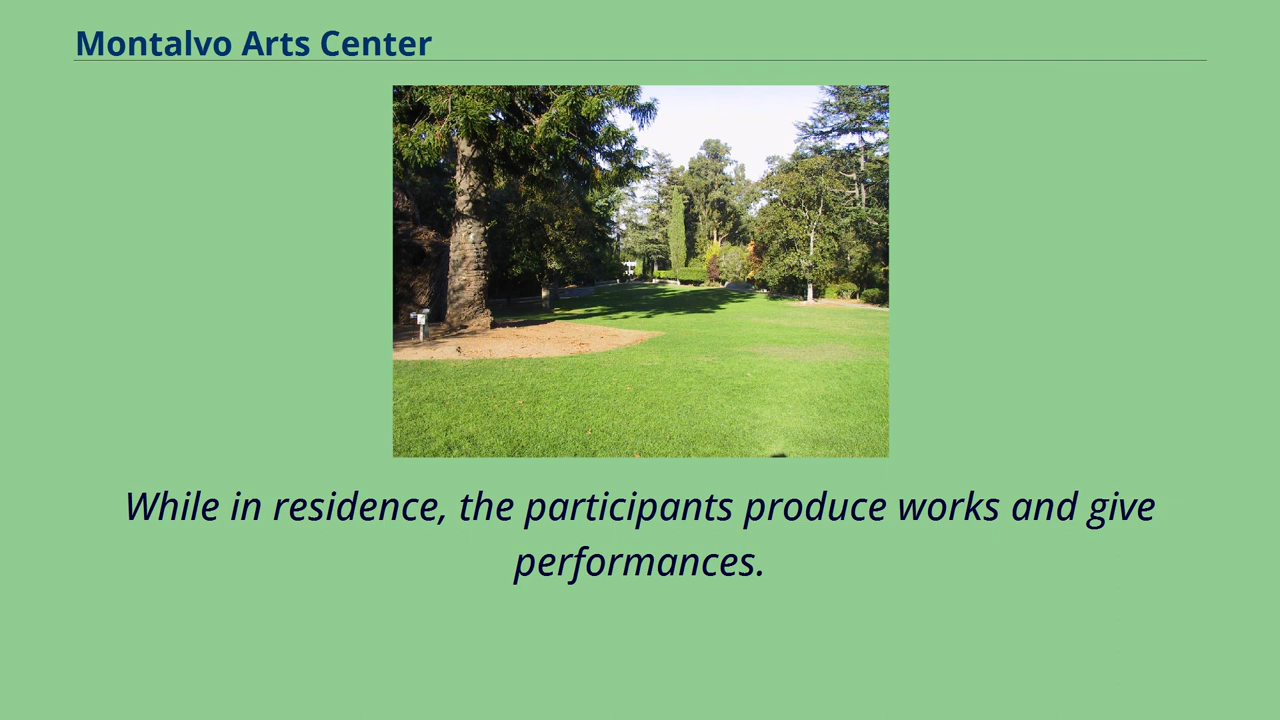 Montalvo Arts Center
While in residence, the participants produce works and give
performances.